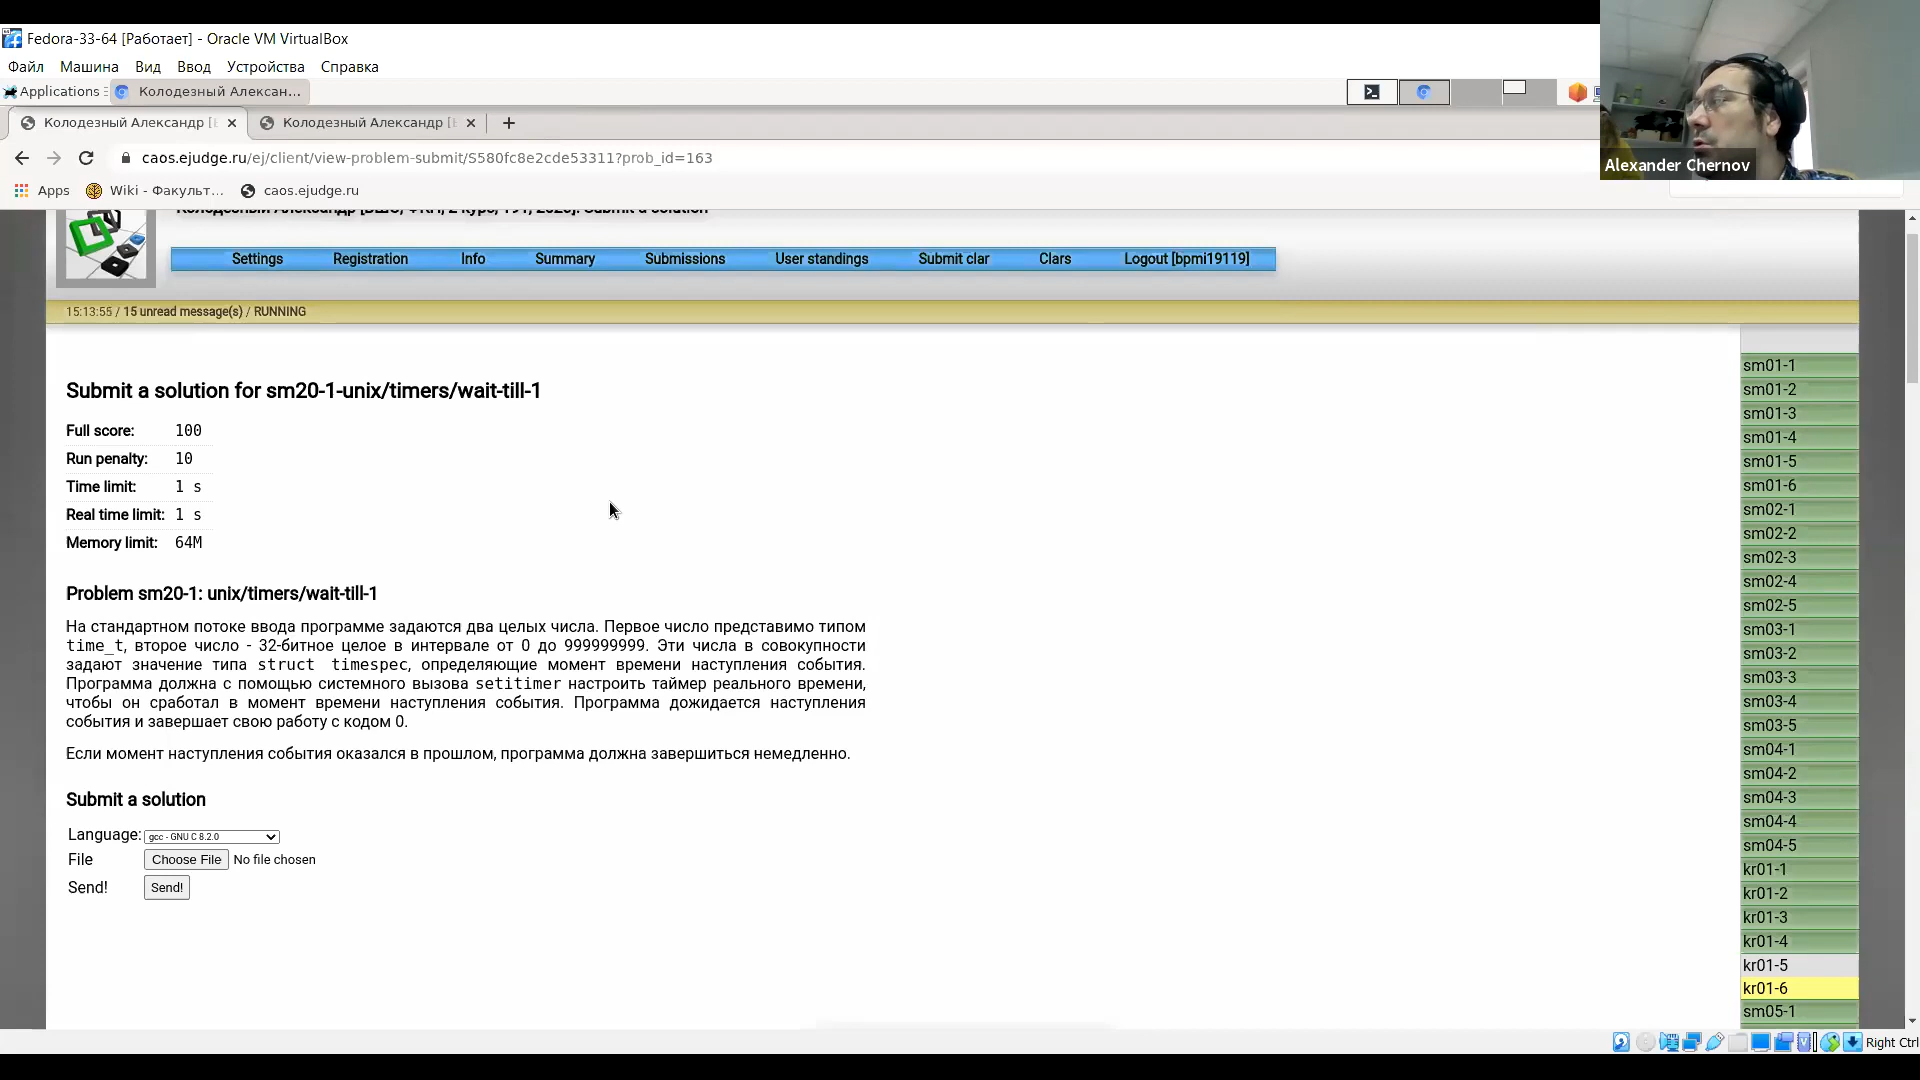 Fedora-33-64 [Работает] - Oracle VM VirtualBox
Файл Машина Вид Ввод Устройства Справка
Applications Колодезный Алексан...
Колодезный Александр [ Колодезный Александр [
caos.ejudge.ru/ej/client/view-problem-submit/S580fc8e2cde53311?prob_id=163
Alexander Chernov
Apps Wiki - Факульт... caos.ejudge.ru
Settings Registration Info Summary Submissions User standings Submit clar Clars Logout [bpmi19119]
15:13:55 / 15 unread message(s) / RUNNING
Submit a solution for sm20-1-unix/timers/wait-till-1
Full score: 100
Run penalty: 10
Time limit: 1 s
Real time limit: 1 s
Memory limit: 64M
Problem sm20-1: unix/timers/wait-till-1
На стандартном потоке ввода программе задаются два целых числа. Первое число представимо типом
time_t, второе число - 32-битное целое в интервале от 0 до 999999999. Эти числа в совокупности
задают значение типа struct timespec, определяющие момент времени наступления события.
Программа должна с помощью системного вызова setitimer настроить таймер реального времени,
чтобы он сработал в момент времени наступления события. Программа дожидается наступления
события и завершает свою работу с кодом 0.
Если момент наступления события оказался в прошлом, программа должна завершиться немедленно.
Submit a solution
Language: gcc - GNU C 8.2.0
File Choose File No file chosen
Send! Send!
sm01-1
sm01-2
sm01-3
sm01-4
sm01-5
sm01-6
sm02-1
sm02-2
sm02-3
sm02-4
sm02-5
sm03-1
sm03-2
sm03-3
sm03-4
sm03-5
sm04-1
sm04-2
sm04-3
sm04-4
sm04-5
kr01-1
kr01-2
kr01-3
kr01-4
kr01-5
kr01-6
sm05-1
Right Ctrl